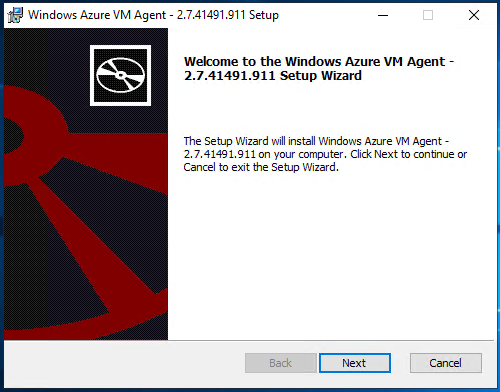 Windows Azure VM Agent - 2.7.41491.911 Setup
Welcome to the Windows Azure VM Agent -
2.7.41491.911 Setup Wizard
The Setup Wizard will install Windows Azure VM Agent -
2.7.41491.911 on your computer. Click Next to continue or
Cancel to exit the Setup Wizard.
Back
Next
Cancel